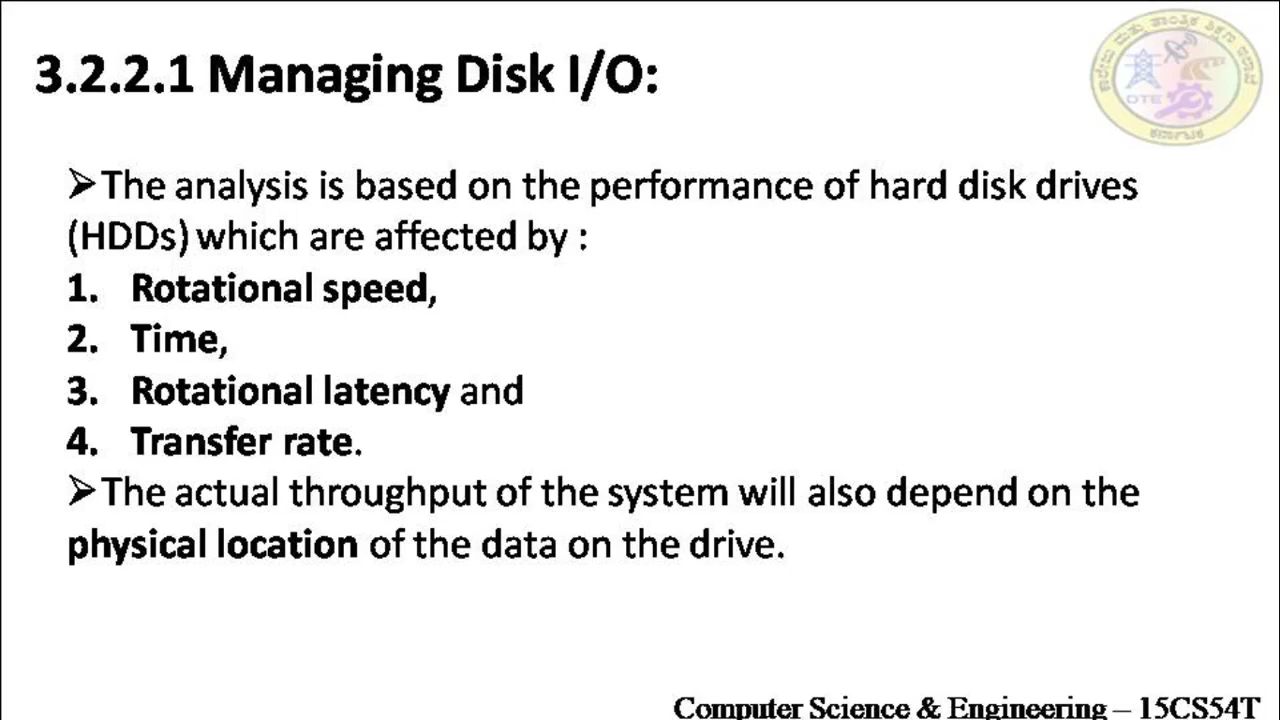 3.2.2.1 Managing Disk I/O:
DTE
➢The analysis is based on the performance of hard disk drives
(HDDs) which are affected by :
1. Rotational speed,
2. Time,
3. Rotational latency and
4. Transfer rate.
➢The actual throughput of the system will also depend on the
physical location of the data on the drive.
Computer Science & Engineering – 15CS54T